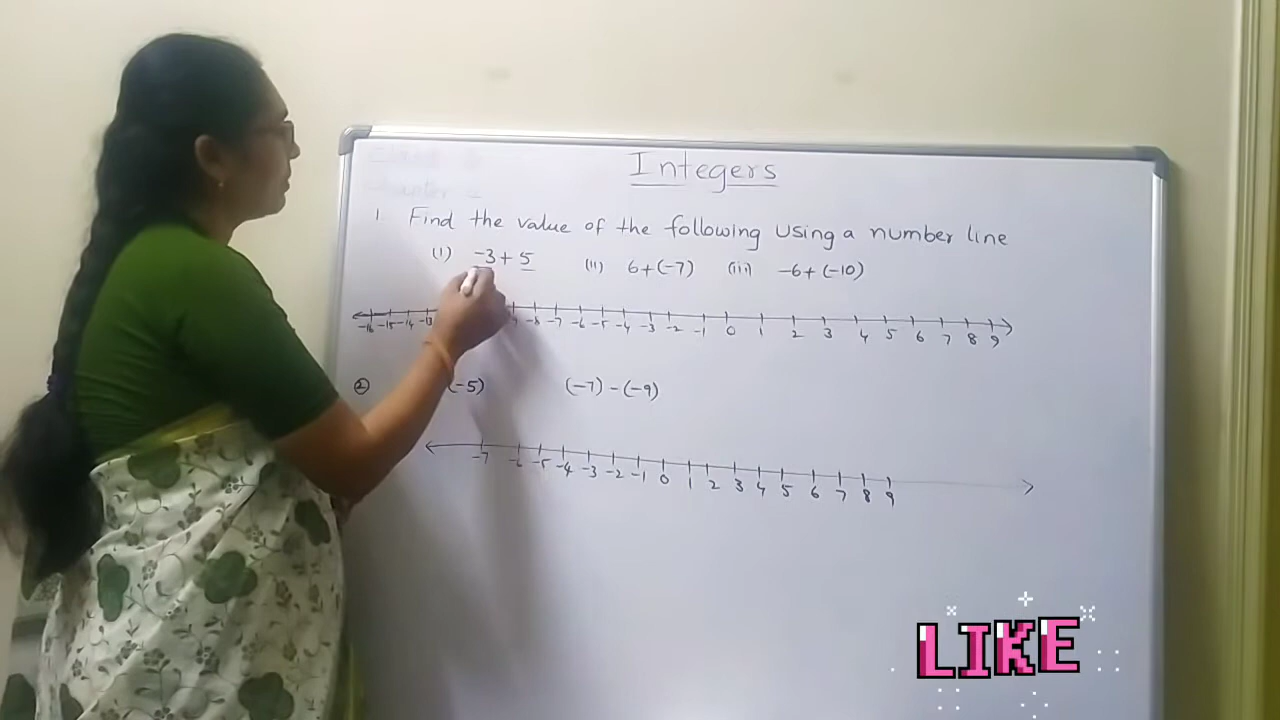 Integers
1. Find the value of the following using a number line
(i) -3+5 (ii) 6+(-7) (iii) -6+(-10)
-16 -15 -14 -13 -8 -7 -6 -5 -4 -3 -2 -1 0 1 2 3 4 5 6 7 8 9
② (-5) (-7)-(-9)
-7 -6 -5 -4 -3 -2 -1 0 1 2 3 4 5 6 7 8 9
LIKE